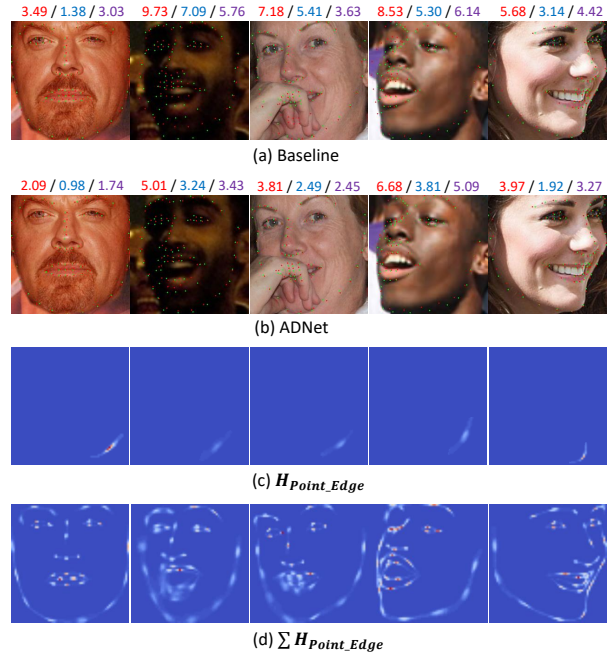 3.49 / 1.38 / 3.03 9.73 / 7.09 / 5.76 7.18 / 5.41 / 3.63 8.53 / 5.30 / 6.14 5.68 / 3.14 / 4.42
(a) Baseline
2.09 / 0.98 / 1.74 5.01 / 3.24 / 3.43 3.81 / 2.49 / 2.45 6.68 / 3.81 / 5.09 3.97 / 1.92 / 3.27
(b) ADNet
(c) H_Point_Edge
(d) ∑ H_Point_Edge